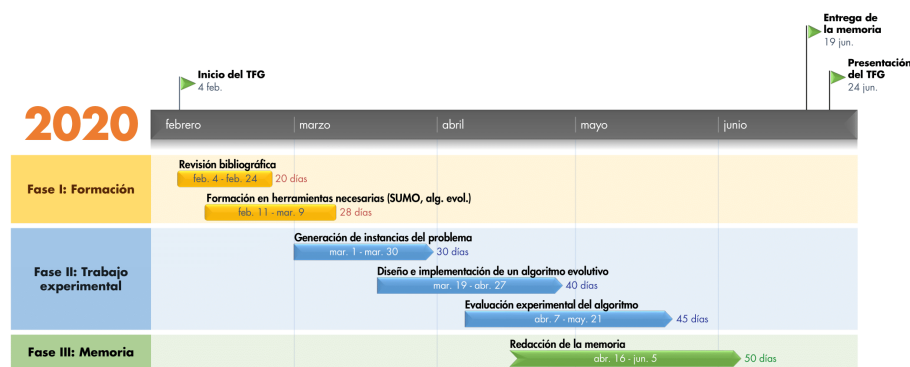 Entrega de
la memoria
19 jun.
Inicio del TFG
4 feb.
Presentación
del TFG
24 jun.
2020
febrero
marzo
abril
mayo
junio
Fase I: Formación
Revisión bibliográfica
feb. 4 - feb. 24
20 días
Formación en herramientas necesarias (SUMO, alg. evol.)
feb. 11 - mar. 9
28 días
Fase II: Trabajo
experimental
Generación de instancias del problema
mar. 1 - mar. 30
30 días
Diseño e implementación de un algoritmo evolutivo
mar. 19 - abr. 27
40 días
Evaluación experimental del algoritmo
abr. 7 - may. 21
45 días
Fase III: Memoria
Redacción de la memoria
abr. 16 - jun. 5
50 días